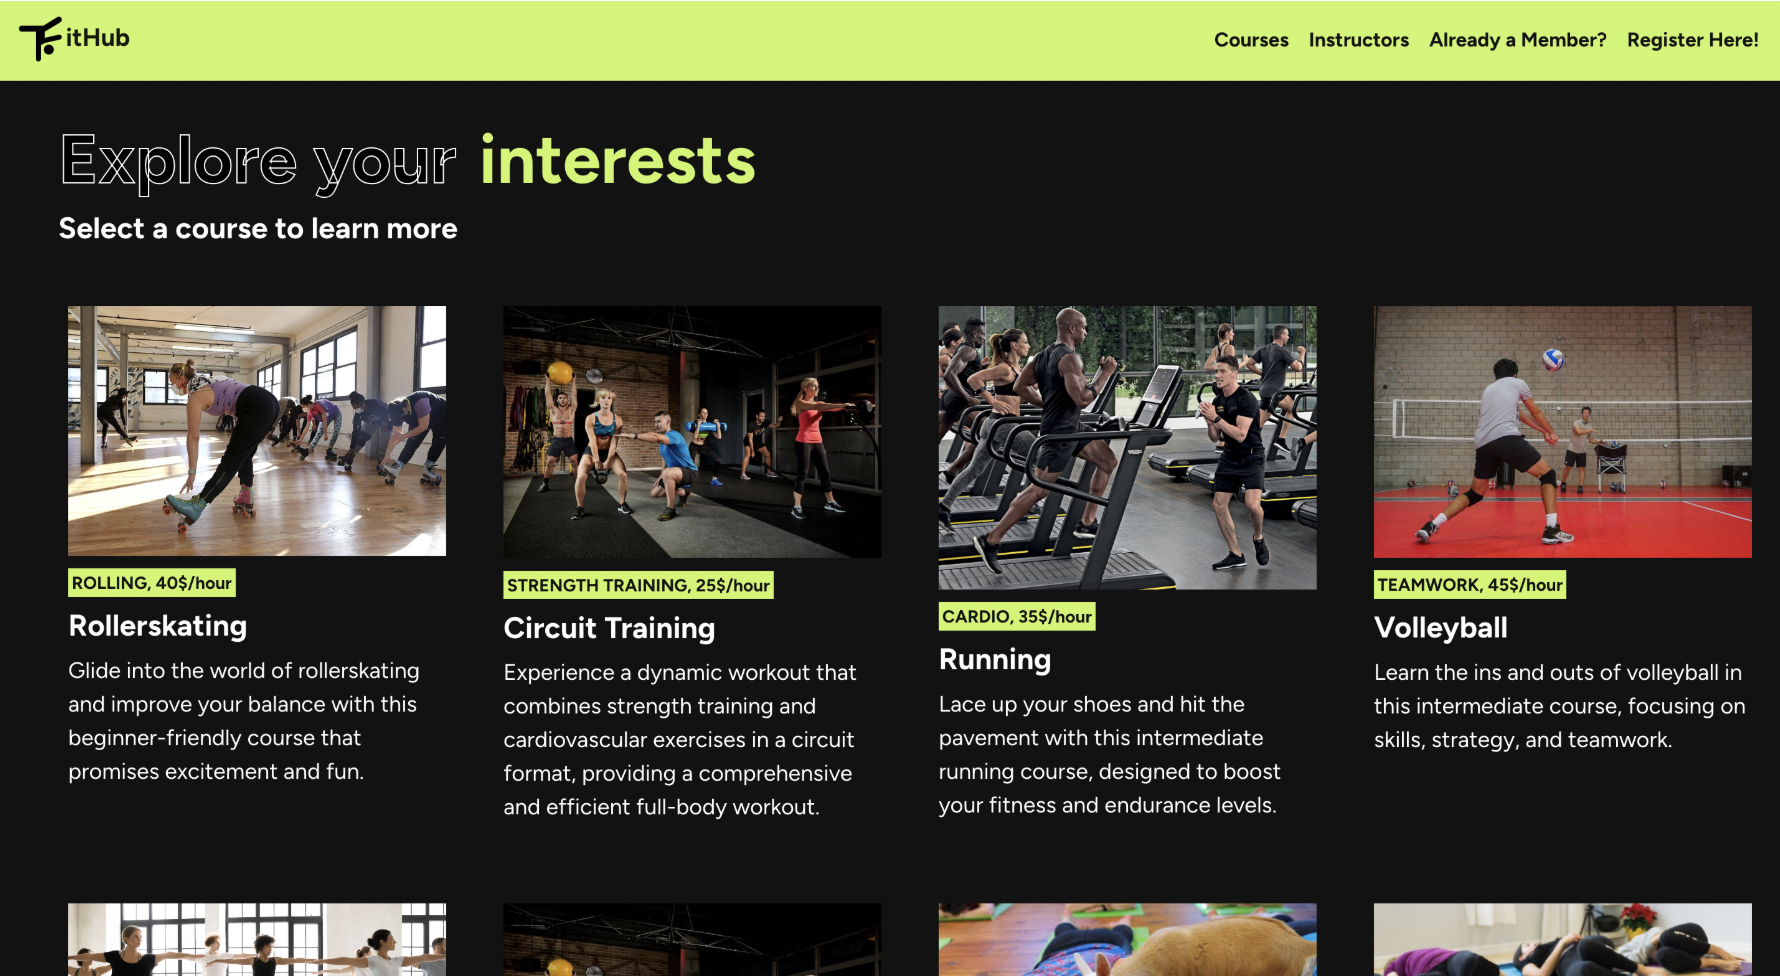 itHub
Courses Instructors Already a Member? Register Here!
Explore your interests
Select a course to learn more
ROLLING, 40$/hour
Rollerskating
Glide into the world of rollerskating
and improve your balance with this
beginner-friendly course that
promises excitement and fun.
STRENGTH TRAINING, 25$/hour
Circuit Training
Experience a dynamic workout that
combines strength training and
cardiovascular exercises in a circuit
format, providing a comprehensive
and efficient full-body workout.
CARDIO, 35$/hour
Running
Lace up your shoes and hit the
pavement with this intermediate
running course, designed to boost
your fitness and endurance levels.
TEAMWORK, 45$/hour
Volleyball
Learn the ins and outs of volleyball in
this intermediate course, focusing on
skills, strategy, and teamwork.